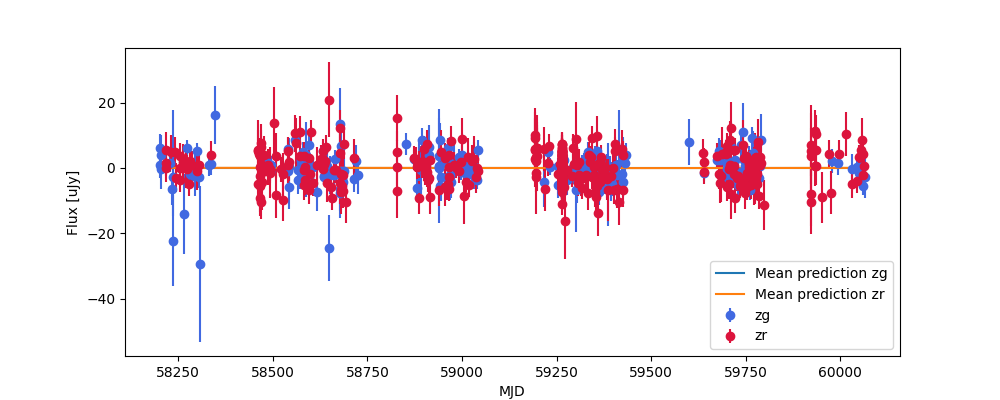 20
0
−20
−40
Flux [uJy]
58250 58500 58750 59000 59250 59500 59750 60000
MJD
Mean prediction zg
Mean prediction zr
zg
zr